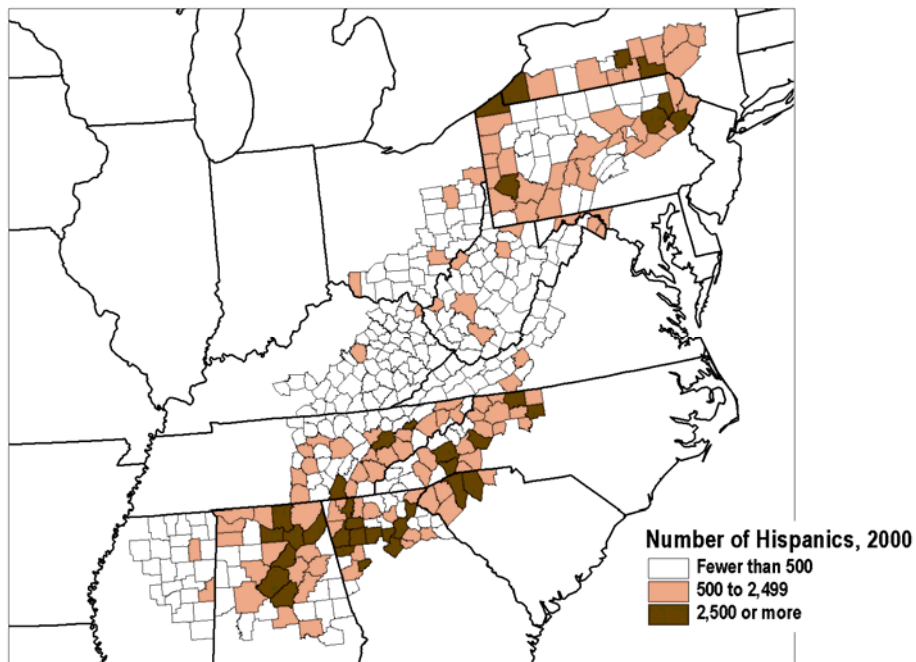 Number of Hispanics, 2000
Fewer than 500
500 to 2,499
2,500 or more